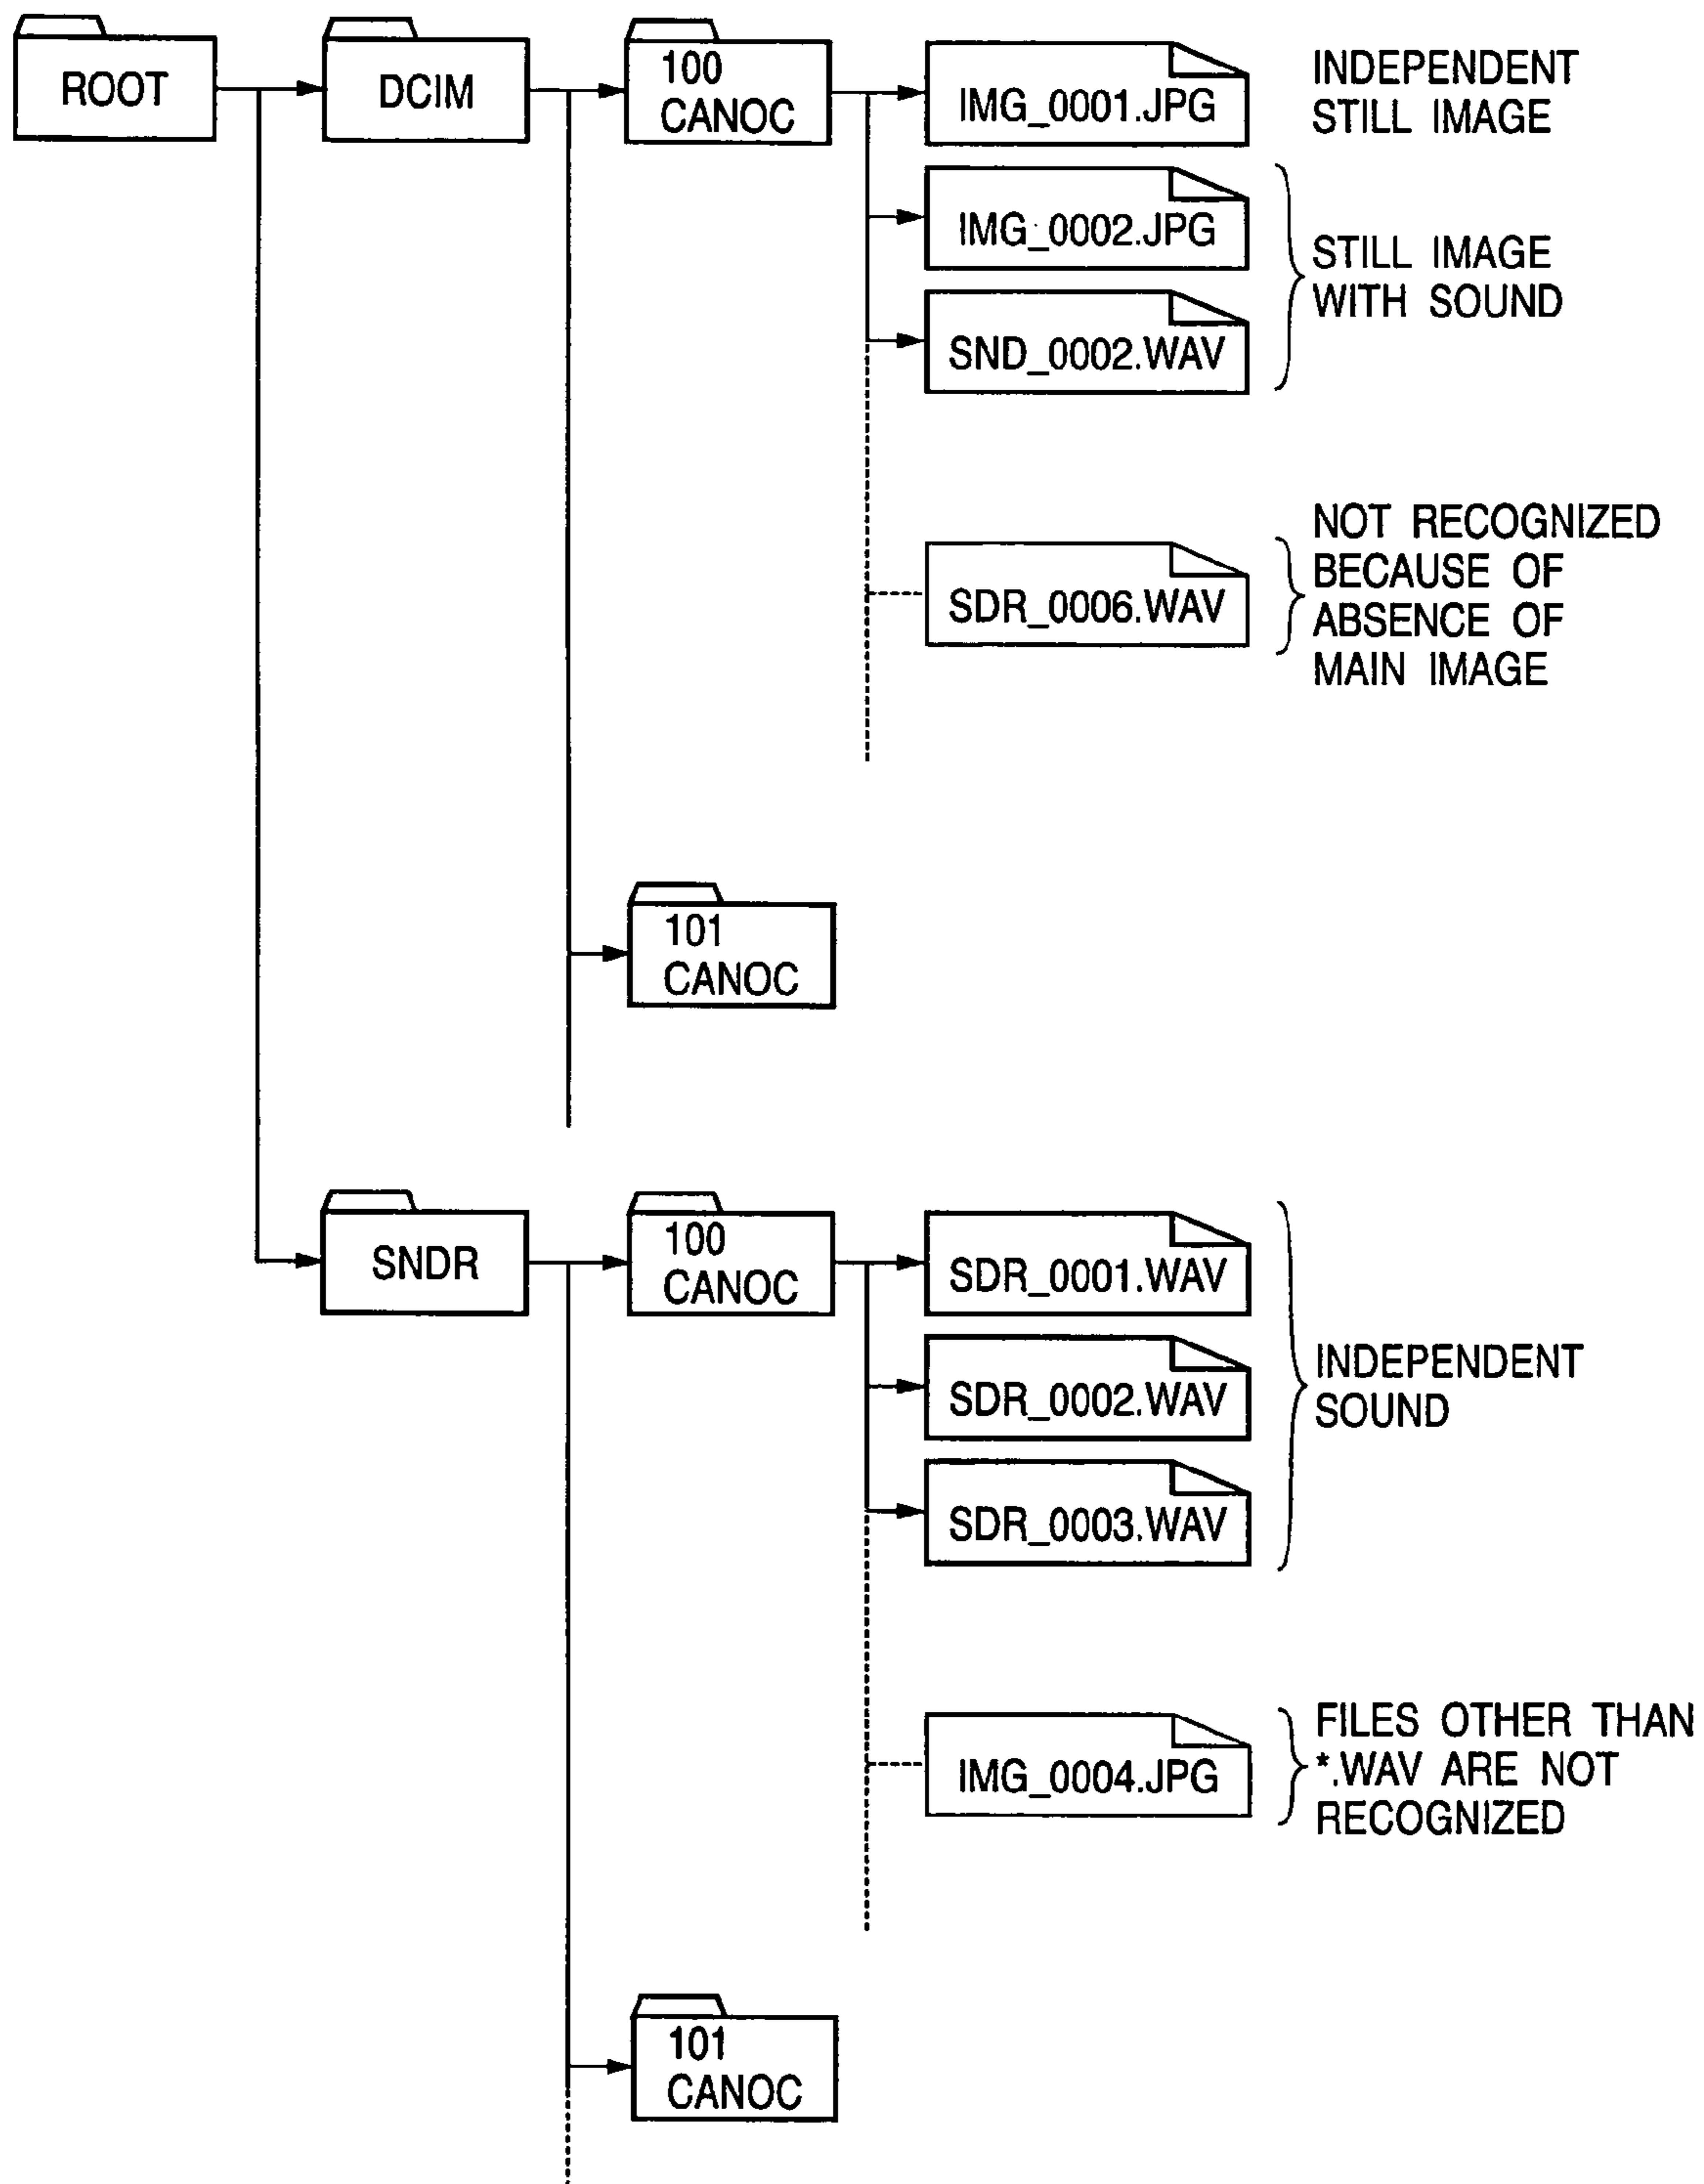 ROOT
DCIM
100
CANOC
IMG_0001.JPG
INDEPENDENT
STILL IMAGE
IMG_0002.JPG
SND_0002.WAV
STILL IMAGE
WITH SOUND
SDR_0006.WAV
NOT RECOGNIZED
BECAUSE OF
ABSENCE OF
MAIN IMAGE
101
CANOC
SNDR
100
CANOC
SDR_0001.WAV
SDR_0002.WAV
SDR_0003.WAV
INDEPENDENT
SOUND
IMG_0004.JPG
FILES OTHER THAN
*.WAV ARE NOT
RECOGNIZED
101
CANOC